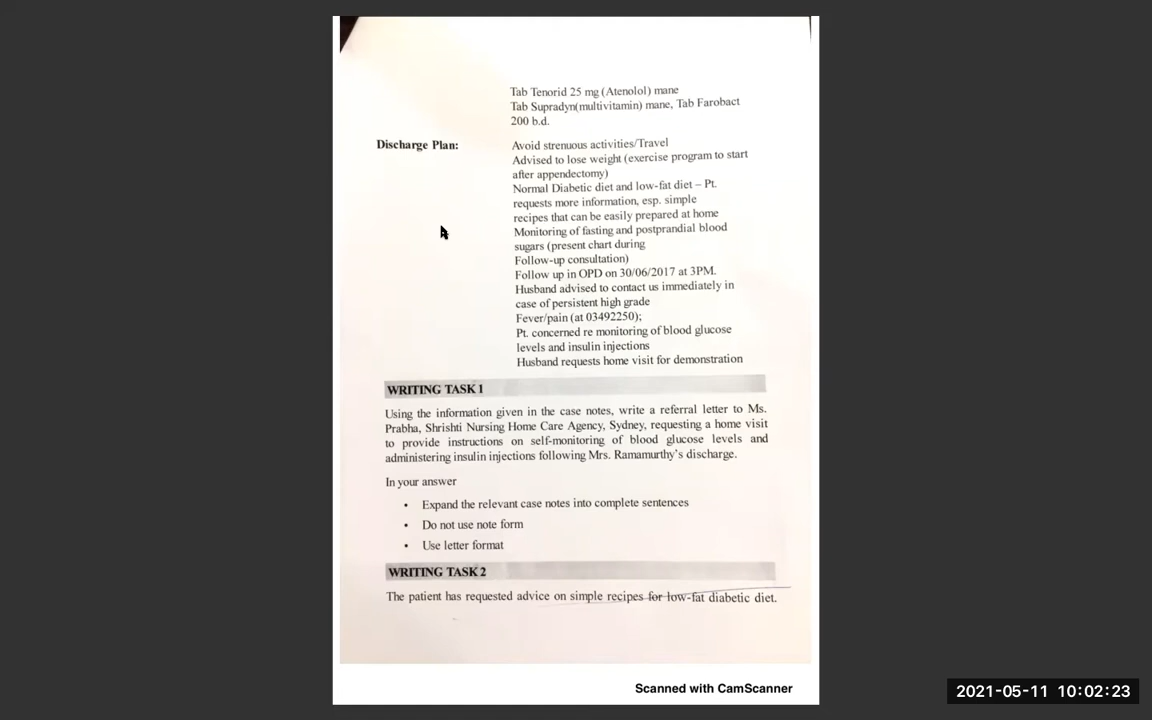 Tab Tenorid 25 mg (Atenolol) mane
Tab Supradyn(multivitamin) mane, Tab Farobact
200 b.d.
Discharge Plan:
Avoid strenuous activities/Travel
Advised to lose weight (exercise program to start
after appendectomy)
Normal Diabetic diet and low-fat diet – Pt.
requests more information, esp. simple
recipes that can be easily prepared at home
Monitoring of fasting and postprandial blood
sugars (present chart during
Follow-up consultation)
Follow up in OPD on 30/06/2017 at 3PM.
Husband advised to contact us immediately in
case of persistent high grade
Fever/pain (at 03492250);
Pt. concerned re monitoring of blood glucose
levels and insulin injections
Husband requests home visit for demonstration
WRITING TASK 1
Using the information given in the case notes, write a referral letter to Ms.
Prabha, Shrishti Nursing Home Care Agency, Sydney, requesting a home visit
to provide instructions on self-monitoring of blood glucose levels and
administering insulin injections following Mrs. Ramamurthy's discharge.
In your answer
• Expand the relevant case notes into complete sentences
• Do not use note form
• Use letter format
WRITING TASK 2
The patient has requested advice on simple recipes for low-fat diabetic diet.
Scanned with CamScanner
2021-05-11 10:02:23